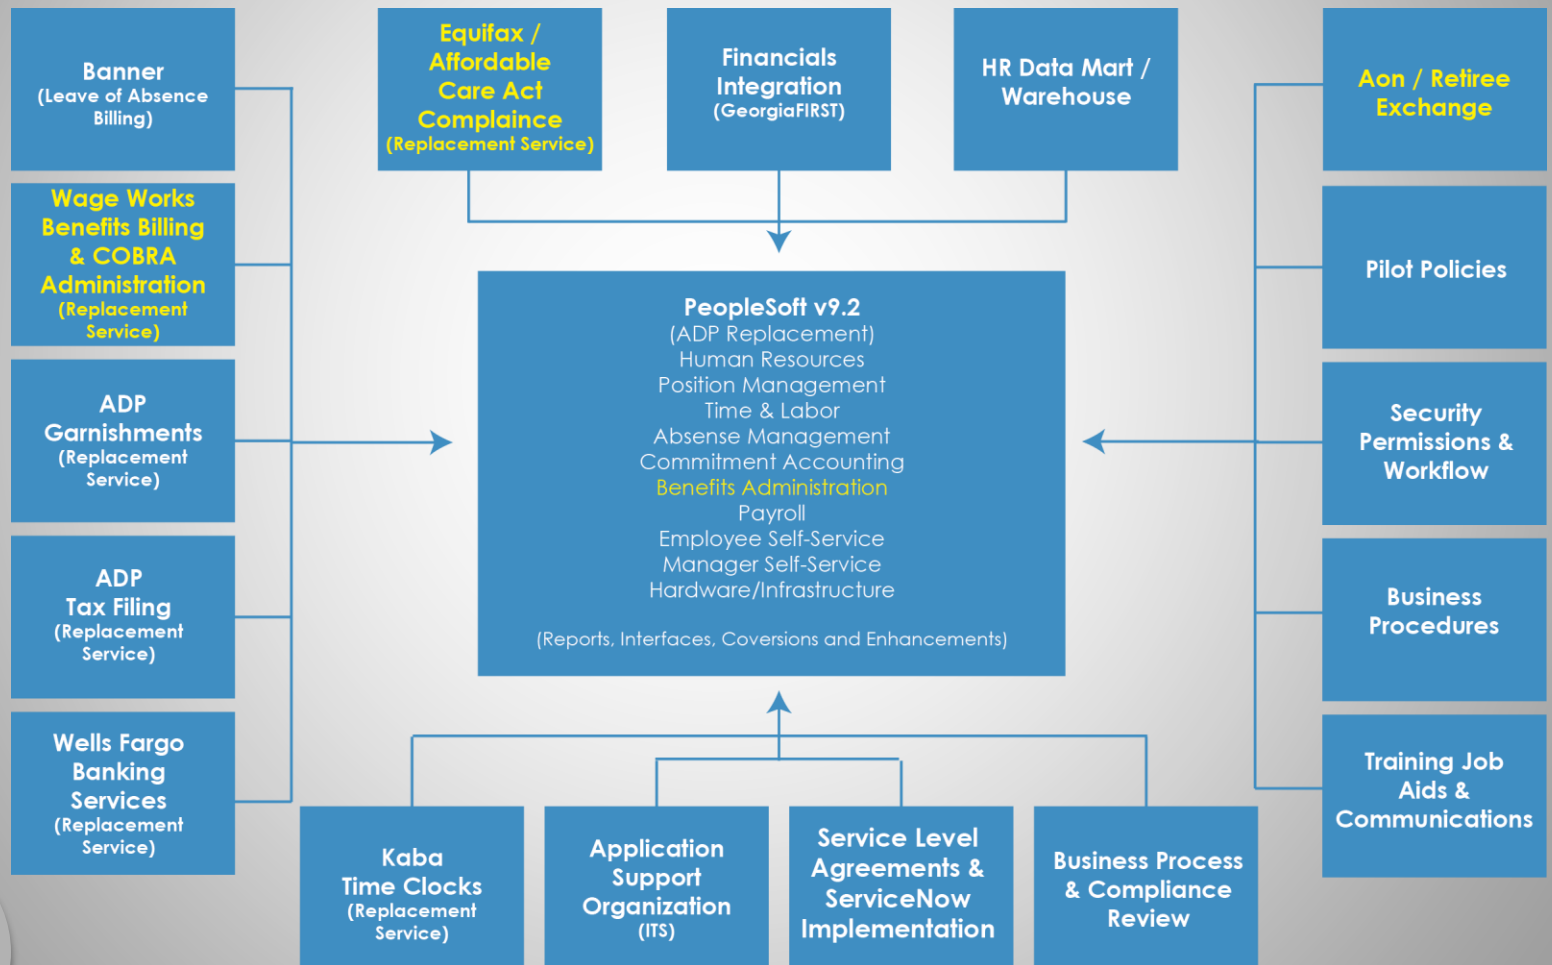 Banner
(Leave of Absence
Billing)
Equifax /
Affordable
Care Act
Complaince
(Replacement Service)
Financials
Integration
(GeorgiaFIRST)
HR Data Mart /
Warehouse
Aon / Retiree
Exchange
Wage Works
Benefits Billing
& COBRA
Administration
(Replacement
Service)
ADP
Garnishments
(Replacement
Service)
ADP
Tax Filing
(Replacement
Service)
Wells Fargo
Banking
Services
(Replacement
Service)
PeopleSoft v9.2
(ADP Replacement)
Human Resources
Position Management
Time & Labor
Absense Management
Commitment Accounting
Benefits Administration
Payroll
Employee Self-Service
Manager Self-Service
Hardware/Infrastructure
(Reports, Interfaces, Coversions and Enhancements)
Pilot Policies
Security
Permissions &
Workflow
Business
Procedures
Training Job
Aids &
Communications
Kaba
Time Clocks
(Replacement
Service)
Application
Support
Organization
(ITS)
Service Level
Agreements &
ServiceNow
Implementation
Business Process
& Compliance
Review